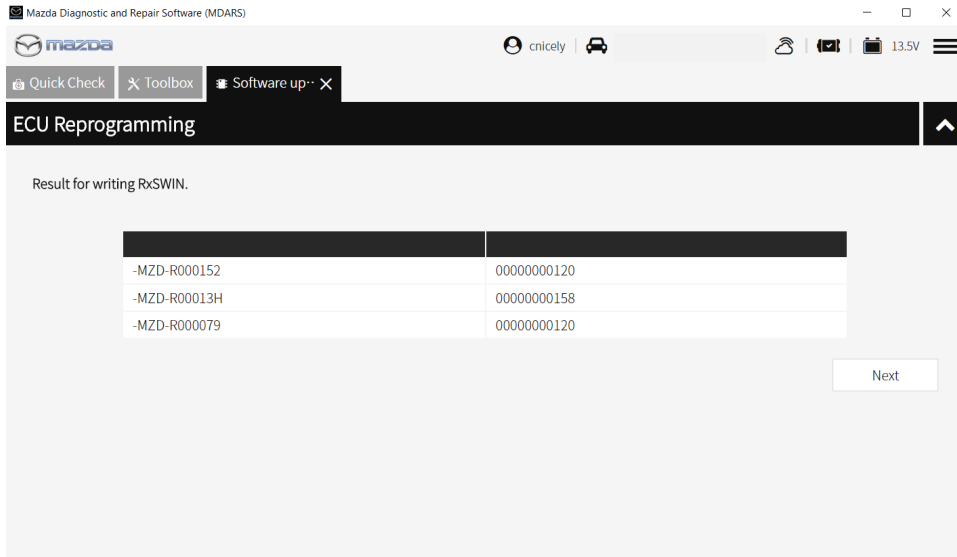 Mazda Diagnostic and Repair Software (MDARS)
mazda
cnicely
13.5V
Quick Check
Toolbox
Software up··
ECU Reprogramming
Result for writing RxSWIN.
-MZD-R000152 00000000120
-MZD-R00013H 00000000158
-MZD-R000079 00000000120
Next